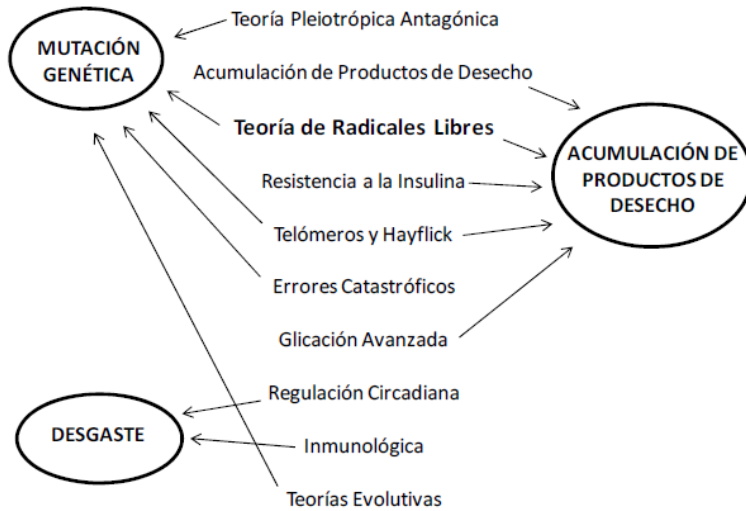 Teoría Pleiotrópica Antagónica
MUTACIÓN
GENÉTICA
Acumulación de Productos de Desecho
Teoría de Radicales Libres
ACUMULACIÓN DE
PRODUCTOS DE
DESECHO
Resistencia a la Insulina
Telómeros y Hayflick
Errores Catastróficos
Glicación Avanzada
Regulación Circadiana
DESGASTE
Inmunológica
Teorías Evolutivas